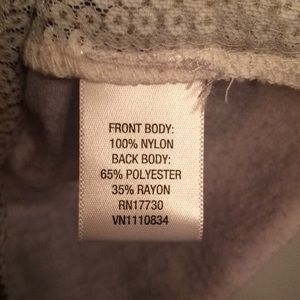 FRONT BODY:
100% NYLON
BACK BODY:
65% POLYESTER
35% RAYON
RN17730
VN1110834